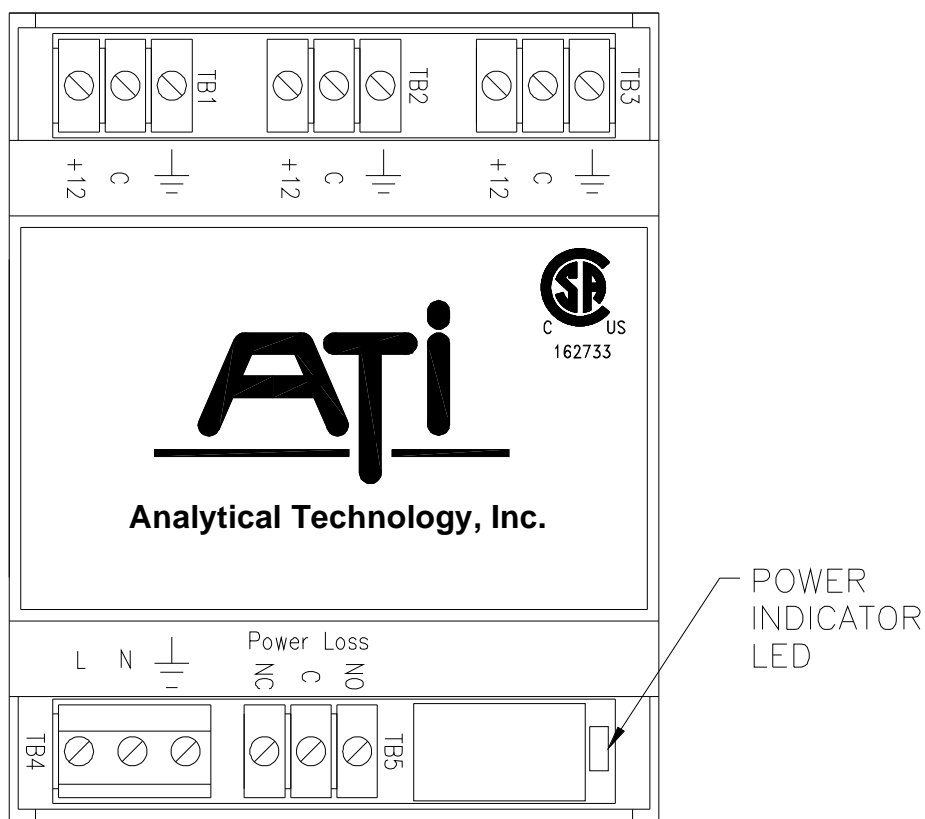 TB1 TB2 TB3
+12 C +12 C +12 C
CSA
C US
162733
ATi
Analytical Technology, Inc.
POWER
INDICATOR
LED
Power Loss
L N NC C NO
TB4 TB5